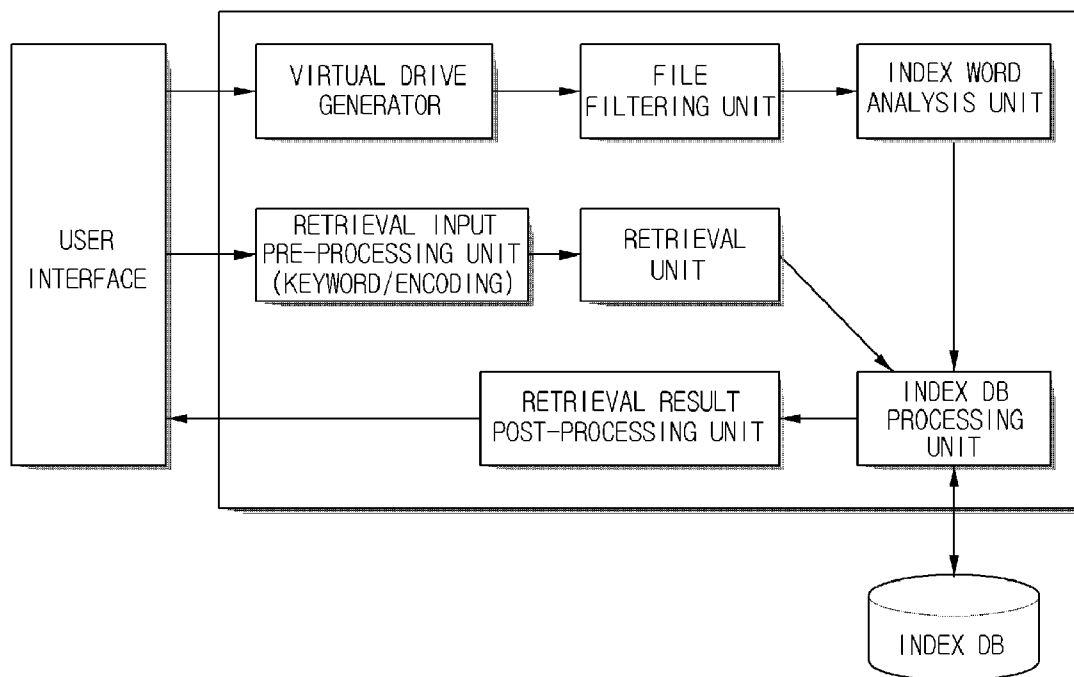 VIRTUAL DRIVE
GENERATOR
FILE
FILTERING UNIT
INDEX WORD
ANALYSIS UNIT
USER
INTERFACE
RETRIEVAL INPUT
PRE-PROCESSING UNIT
(KEYWORD/ENCODING)
RETRIEVAL
UNIT
RETRIEVAL RESULT
POST-PROCESSING UNIT
INDEX DB
PROCESSING
UNIT
INDEX DB